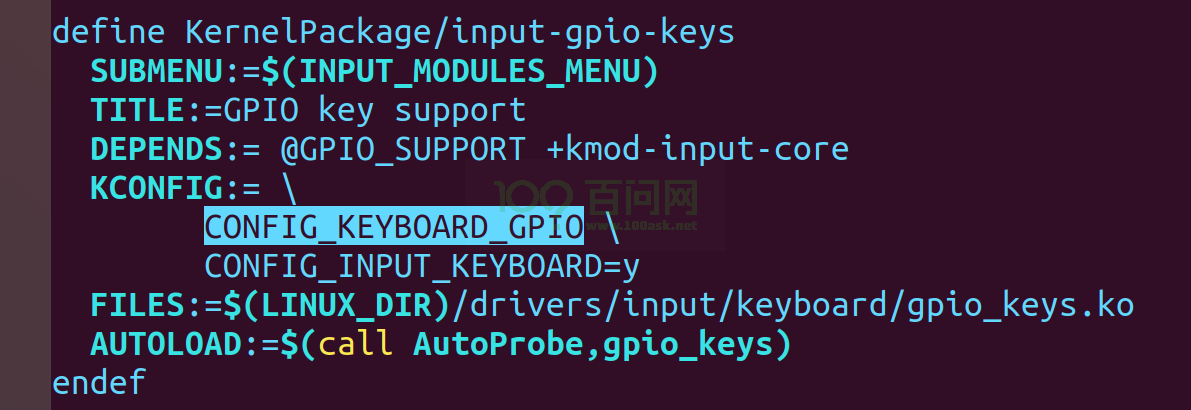 define KernelPackage/input-gpio-keys
  SUBMENU:=$(INPUT_MODULES_MENU)
  TITLE:=GPIO key support
  DEPENDS:= @GPIO_SUPPORT +kmod-input-core
  KCONFIG:= \
100 百问网
        CONFIG_KEYBOARD_GPIO \
www.100ask.net
        CONFIG_INPUT_KEYBOARD=y
  FILES:=$(LINUX_DIR)/drivers/input/keyboard/gpio_keys.ko
  AUTOLOAD:=$(call AutoProbe,gpio_keys)
endef